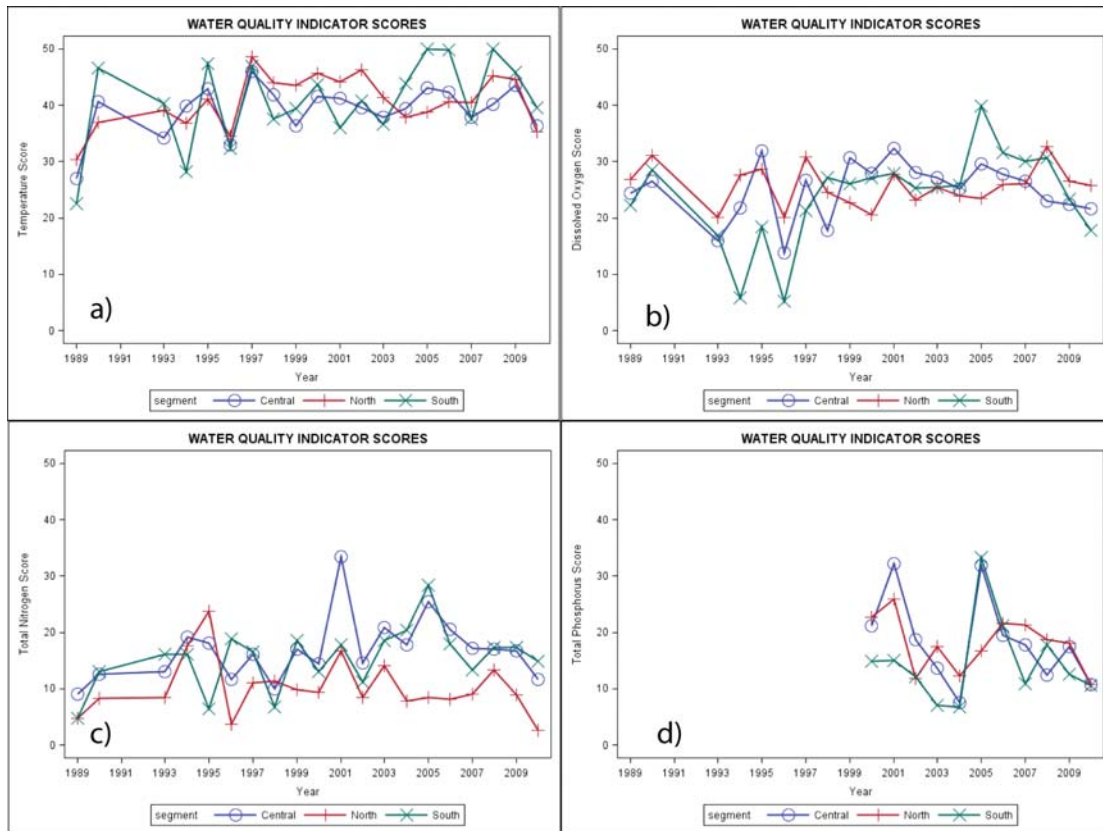 WATER QUALITY INDICATOR SCORES
50
40
30
20
10
0
Temperature Score
a)
1989 1991 1993 1995 1997 1999 2001 2003 2005 2007 2009
Year
segment Central North South
WATER QUALITY INDICATOR SCORES
50
40
30
20
10
0
Dissolved Oxygen Score
b)
1989 1991 1993 1995 1997 1999 2001 2003 2005 2007 2009
Year
segment Central North South
WATER QUALITY INDICATOR SCORES
50
40
30
20
10
0
Total Nitrogen Score
c)
1989 1991 1993 1995 1997 1999 2001 2003 2005 2007 2009
Year
segment Central North South
WATER QUALITY INDICATOR SCORES
50
40
30
20
10
0
Total Phosphorus Score
d)
1989 1991 1993 1995 1997 1999 2001 2003 2005 2007 2009
Year
segment Central North South